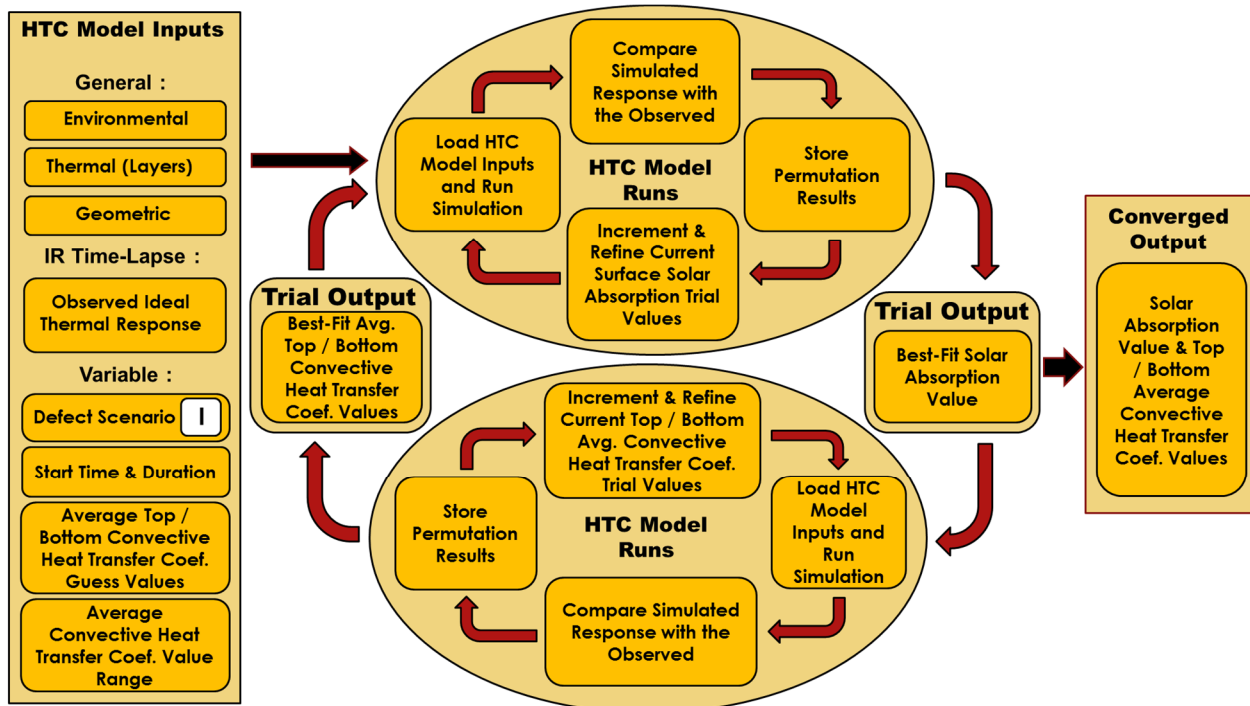 HTC Model Inputs
General :
Environmental
Thermal (Layers)
Geometric
IR Time-Lapse :
Observed Ideal
Thermal Response
Variable :
Defect Scenario
I
Start Time & Duration
Average Top /
Bottom Convective
Heat Transfer Coef.
Guess Values
Average
Convective Heat
Transfer Coef. Value
Range
Compare
Simulated
Response with
the Observed
Load HTC
Model Inputs
and Run
Simulation
HTC Model
Runs
Store
Permutation
Results
Increment &
Refine Current
Surface Solar
Absorption Trial
Values
Trial Output
Best-Fit Avg.
Top / Bottom
Convective
Heat Transfer
Coef. Values
Trial Output
Best-Fit Solar
Absorption
Value
Increment & Refine
Current Top / Bottom
Avg. Convective
Heat Transfer Coef.
Trial Values
Store
Permutation
Results
HTC Model
Runs
Load HTC
Model
Inputs and
Run
Simulation
Compare Simulated
Response with the
Observed
Converged
Output
Solar
Absorption
Value & Top
/ Bottom
Average
Convective
Heat Transfer
Coef. Values